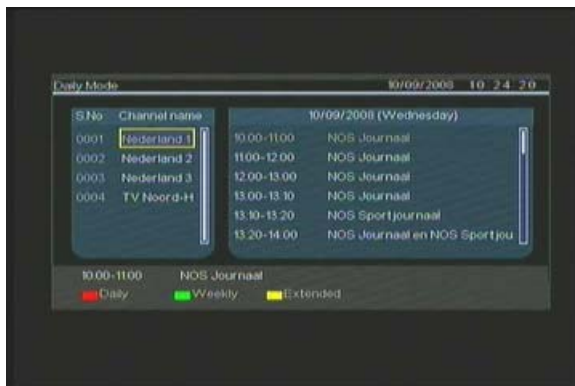 Daily Mode 10/09/2008 10 24 20
S.No Channel name
0001 Nederland 1
0002 Nederland 2
0003 Nederland 3
0004 TV Noord-H
10/09/2008 (Wednesday)
10.00-11.00 NOS Journaal
11.00-12.00 NOS Journaal
12.00-13.00 NOS Journaal
13.00-13.10 NOS Journaal
13.10-13.20 NOS Sportjournaal
13.20-14.00 NOS Journaal en NOS Sportjou
10.00-11.00 NOS Journaal
Daily Weekly Extended